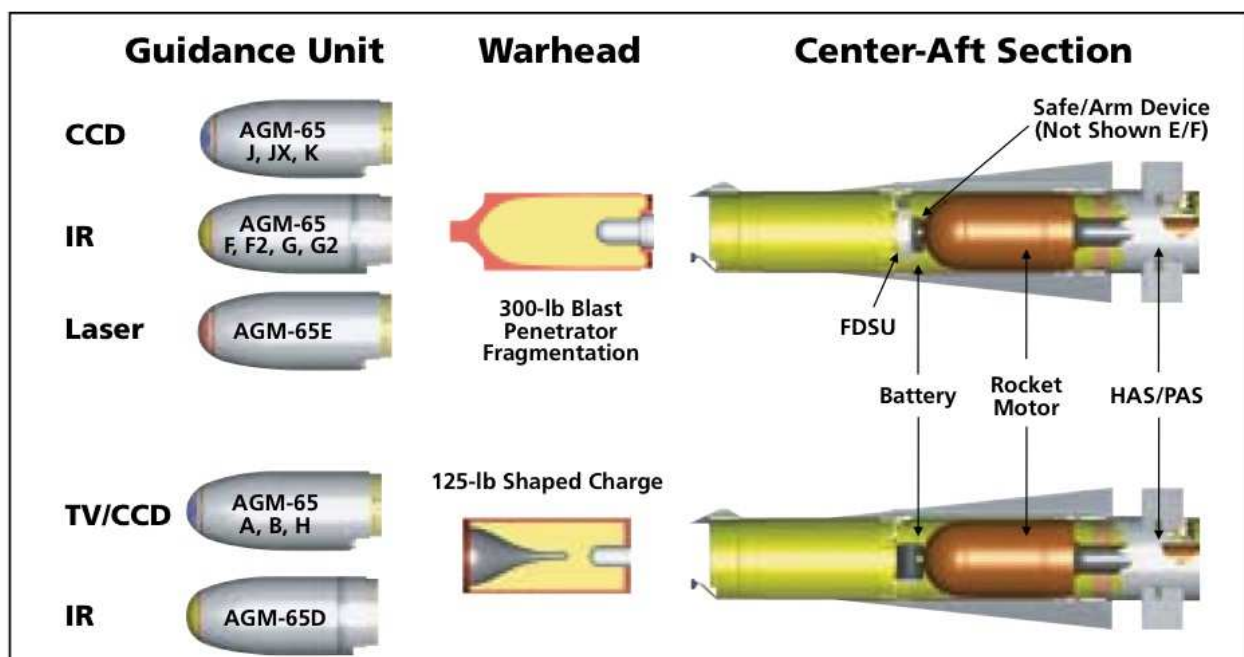 Guidance Unit
Warhead
Center-Aft Section
CCD
AGM-65
J, JX, K
Safe/Arm Device
(Not Shown E/F)
IR
AGM-65
F, F2, G, G2
Laser
AGM-65E
300-lb Blast
Penetrator
Fragmentation
FDSU
Battery
Rocket
Motor
HAS/PAS
TV/CCD
AGM-65
A, B, H
125-lb Shaped Charge
IR
AGM-65D